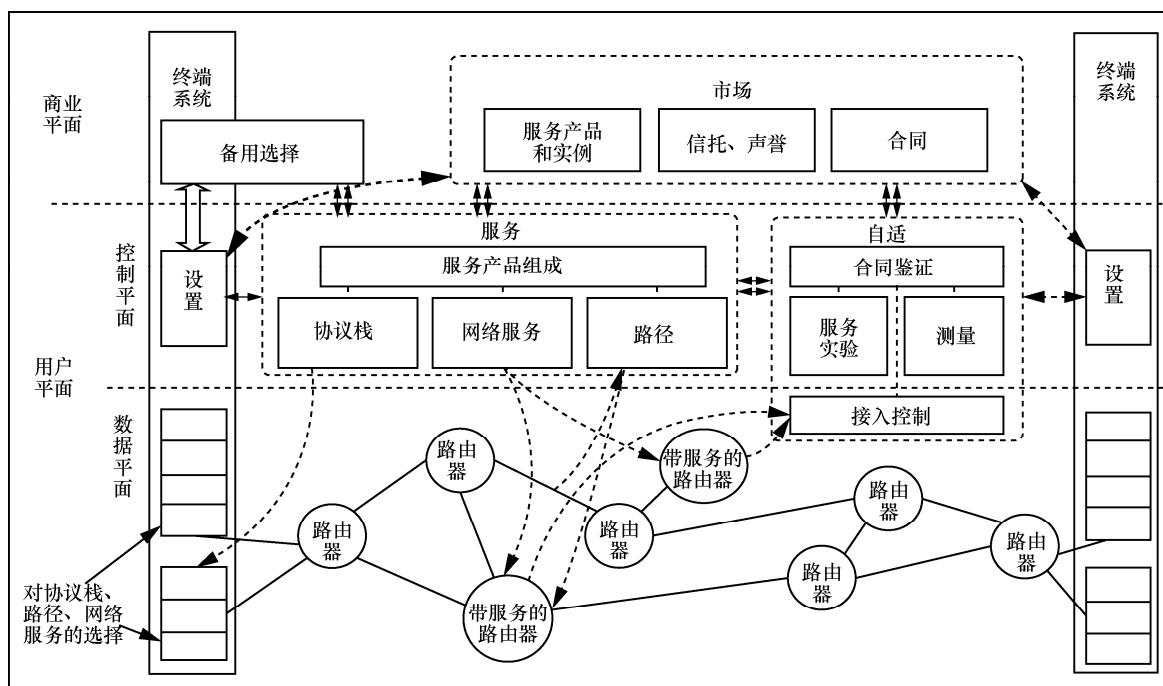 商业
平面
终端
系统
备用选择
市场
服务产品
和实例
信托、声誉
合同
终端
系统
控制平面
设置
服务
服务产品组成
协议栈
网络服务
路径
自适
合同鉴证
服务
实验
测量
设置
用户
平面
数据平面
接入控制
路由
器
带服务的
路由器
路由
器
路由
器
路由
器
路由
器
路由
器
带服务的
路由器
对协议栈、
路径、网络
服务的选择